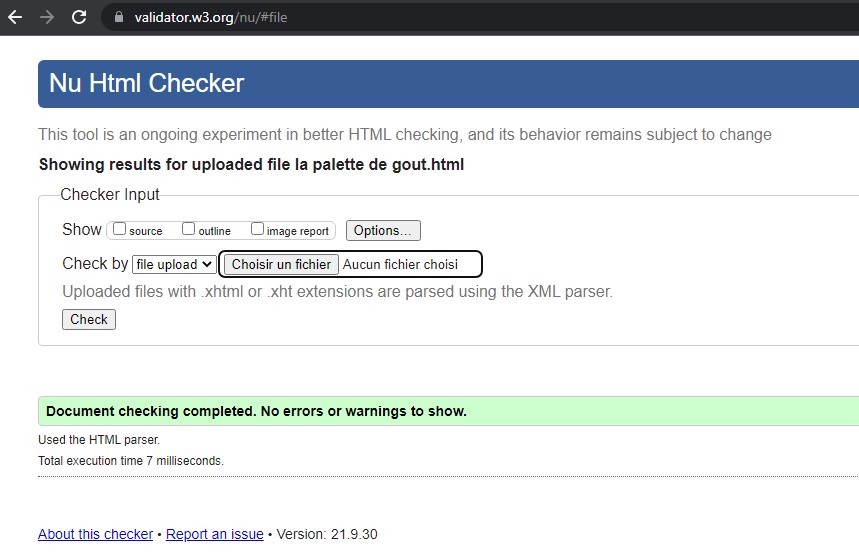 validator.w3.org/nu/#file
Nu Html Checker
This tool is an ongoing experiment in better HTML checking, and its behavior remains subject to change
Showing results for uploaded file la palette de gout.html
Checker Input
Show source outline image report Options...
Check by file upload Choisir un fichier Aucun fichier choisi
Uploaded files with .xhtml or .xht extensions are parsed using the XML parser.
Check
Document checking completed. No errors or warnings to show.
Used the HTML parser.
Total execution time 7 milliseconds.
About this checker • Report an issue • Version: 21.9.30